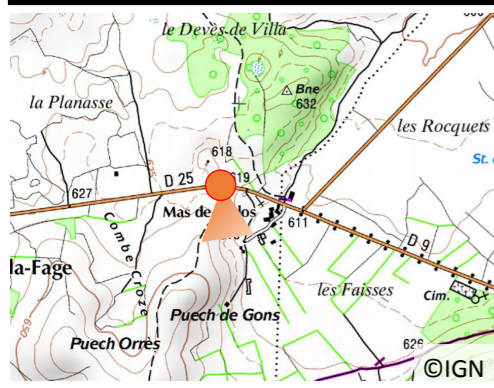 le Devès de Villa
Bne
632
la Planasse
les Rocquets
618
619
D 25
627
Mas de
los
611
D 9
Combe Croze
la-Fage
les Faïsses
Cim.
Puech de Gons
Puech Orrès
626
©IGN